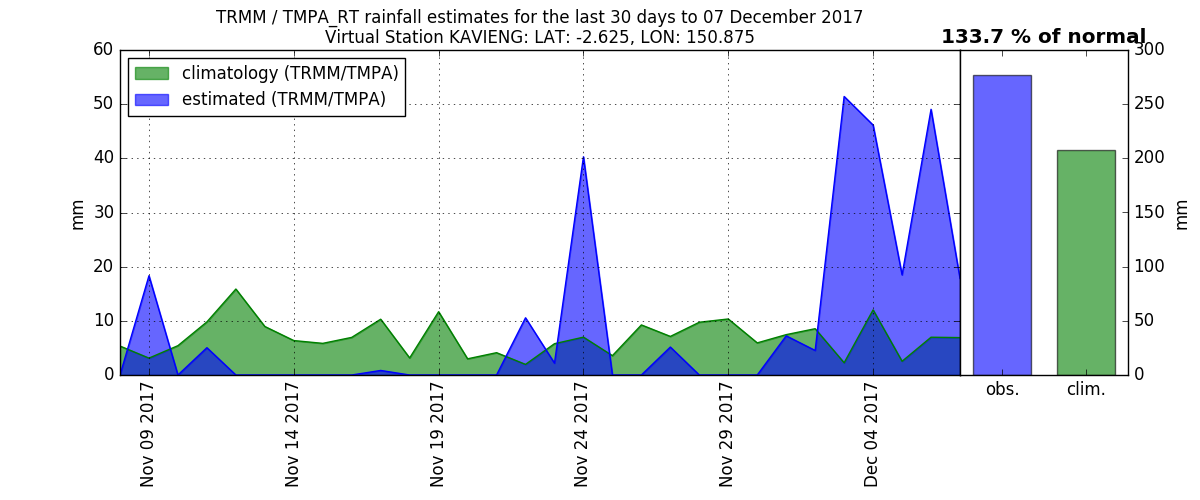 TRMM / TMPA_RT rainfall estimates for the last 30 days to 07 December 2017
Virtual Station KAVIENG: LAT: -2.625, LON: 150.875
133.7 % of normal
climatology (TRMM/TMPA)
estimated (TRMM/TMPA)
mm
60
50
40
30
20
10
0
Nov 09 2017
Nov 14 2017
Nov 19 2017
Nov 24 2017
Nov 29 2017
Dec 04 2017
obs.
clim.
300
250
200
150
100
50
0
mm